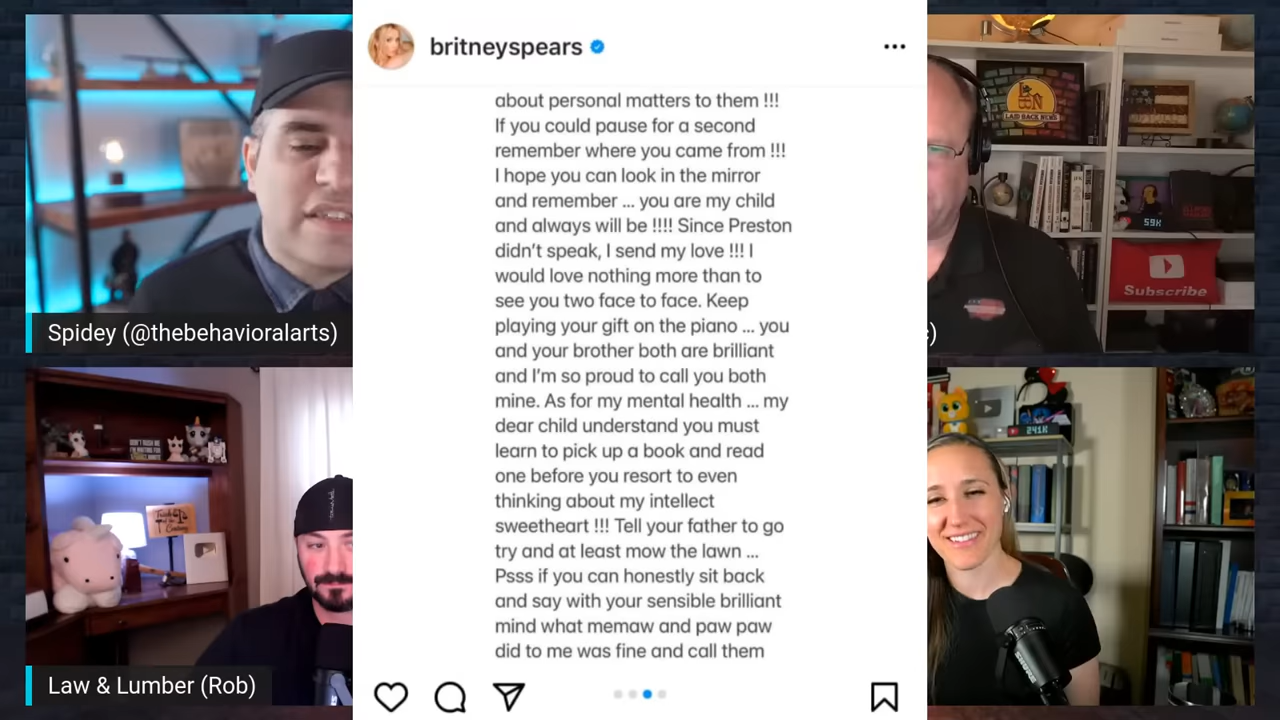 britneyspears
about personal matters to them !!!
If you could pause for a second
remember where you came from !!!
I hope you can look in the mirror
and remember ... you are my child
and always will be !!!! Since Preston
didn’t speak, I send my love !!! I
would love nothing more than to
see you two face to face. Keep
playing your gift on the piano ... you
and your brother both are brilliant
and I’m so proud to call you both
mine. As for my mental health ... my
dear child understand you must
learn to pick up a book and read
one before you resort to even
thinking about my intellect
sweetheart !!! Tell your father to go
try and at least mow the lawn ...
Psss if you can honestly sit back
and say with your sensible brilliant
mind what memaw and paw paw
did to me was fine and call them
Spidey (@thebehavioralarts)
)
LAID BACK NEWS
59K
Subscribe
Law & Lumber (Rob)
241K